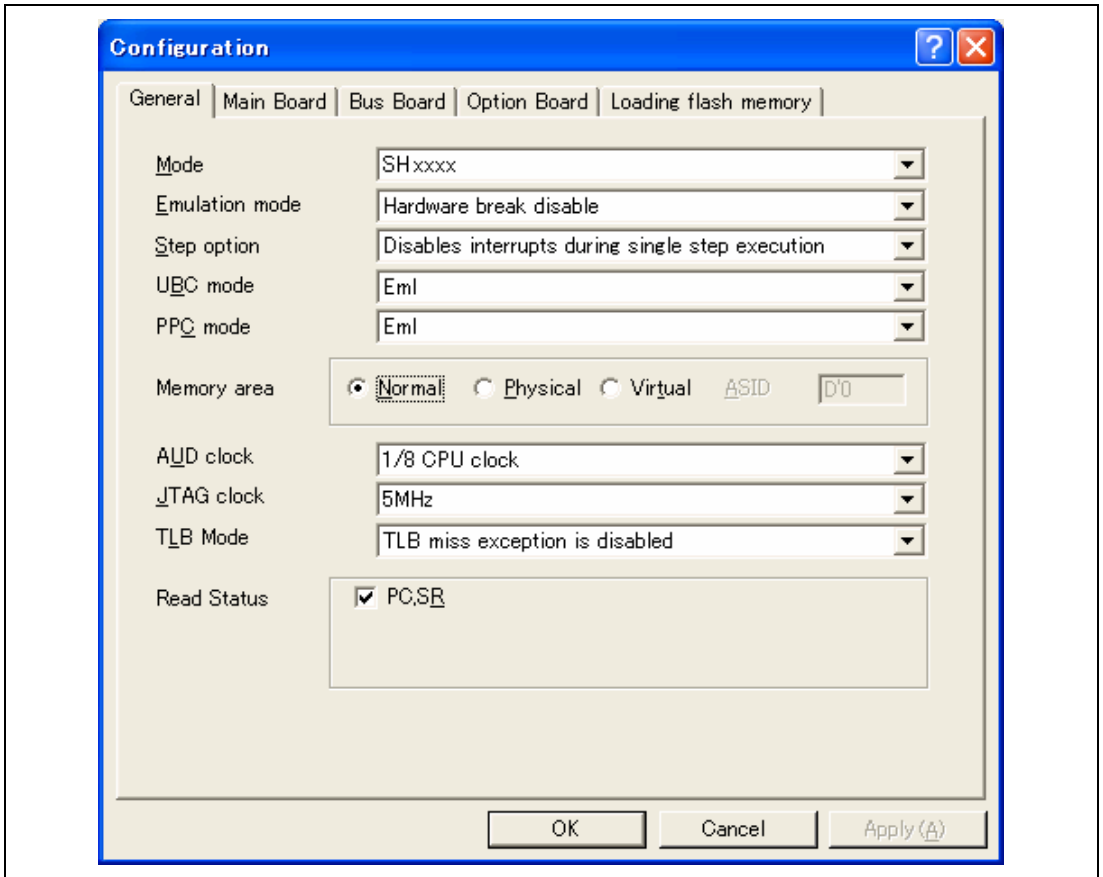 Configuration
General Main Board Bus Board Option Board Loading flash memory
Mode SHxxxx
Emulation mode Hardware break disable
Step option Disables interrupts during single step execution
UBC mode Eml
PPC mode Eml
Memory area Normal Physical Virtual ASID D'0
AUD clock 1/8 CPU clock
JTAG clock 5MHz
TLB Mode TLB miss exception is disabled
Read Status PC,SR
OK Cancel Apply(A)